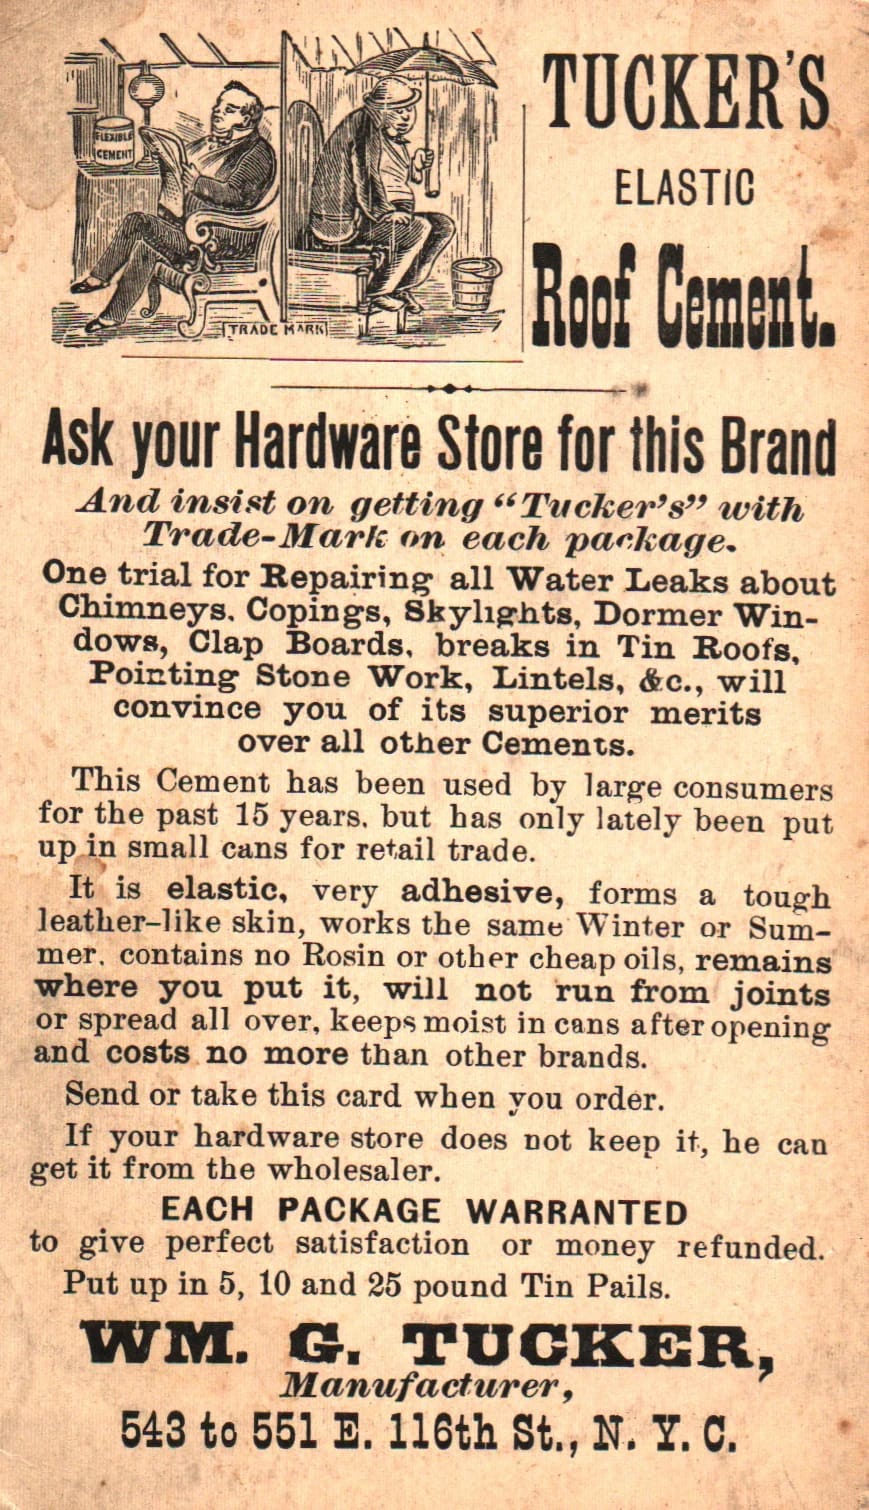 FLEXIBLE
CEMENT
TRADE MARK
TUCKER'S
ELASTIC
Roof Cement.
Ask your Hardware Store for this Brand
And insist on getting “Tucker's” with
Trade-Mark on each package.
One trial for Repairing all Water Leaks about
Chimneys, Copings, Skylights, Dormer Win-
dows, Clap Boards, breaks in Tin Roofs,
Pointing Stone Work, Lintels, &c., will
convince you of its superior merits
over all other Cements.
This Cement has been used by large consumers
for the past 15 years, but has only lately been put
up in small cans for retail trade.
It is elastic, very adhesive, forms a tough
leather-like skin, works the same Winter or Sum-
mer, contains no Rosin or other cheap oils, remains
where you put it, will not run from joints
or spread all over, keeps moist in cans after opening
and costs no more than other brands.
Send or take this card when you order.
If your hardware store does not keep it, he can
get it from the wholesaler.
EACH PACKAGE WARRANTED
to give perfect satisfaction or money refunded.
Put up in 5, 10 and 25 pound Tin Pails.
WM. G. TUCKER,
Manufacturer,
543 to 551 E. 116th St., N. Y. C.